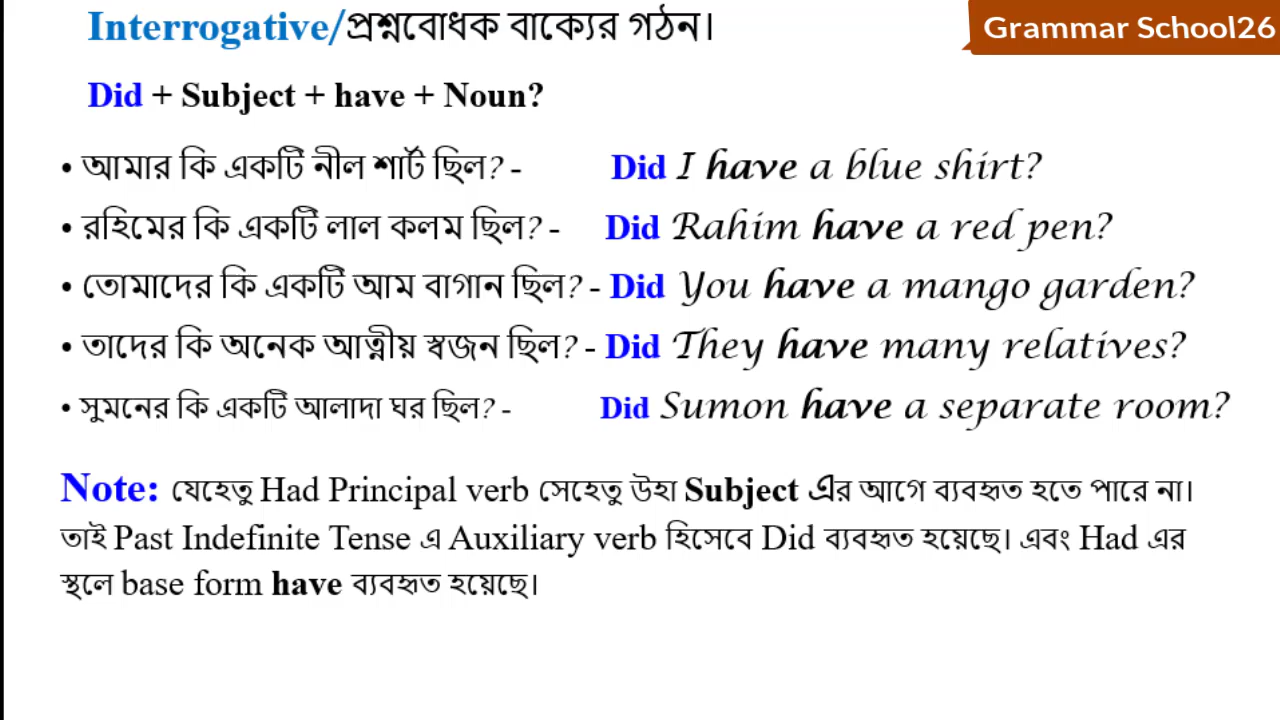 Interrogative/প্রশ্নবোধক বাক্যের গঠন।
Grammar School26
Did + Subject + have + Noun?
• আমার কি একটি নীল শার্ট ছিল? - Did I have a blue shirt?
• রহিমের কি একটি লাল কলম ছিল? - Did Rahim have a red pen?
• তোমাদের কি একটি আম বাগান ছিল? - Did You have a mango garden?
• তাদের কি অনেক আত্নীয় স্বজন ছিল? - Did They have many relatives?
• সুমনের কি একটি আলাদা ঘর ছিল? - Did Sumon have a separate room?
Note: যেহেতু Had Principal verb সেহেতু উহা Subject এর আগে ব্যবহৃত হতে পারে না।
তাই Past Indefinite Tense এ Auxiliary verb হিসেবে Did ব্যবহৃত হয়েছে। এবং Had এর
স্থলে base form have ব্যবহৃত হয়েছে।